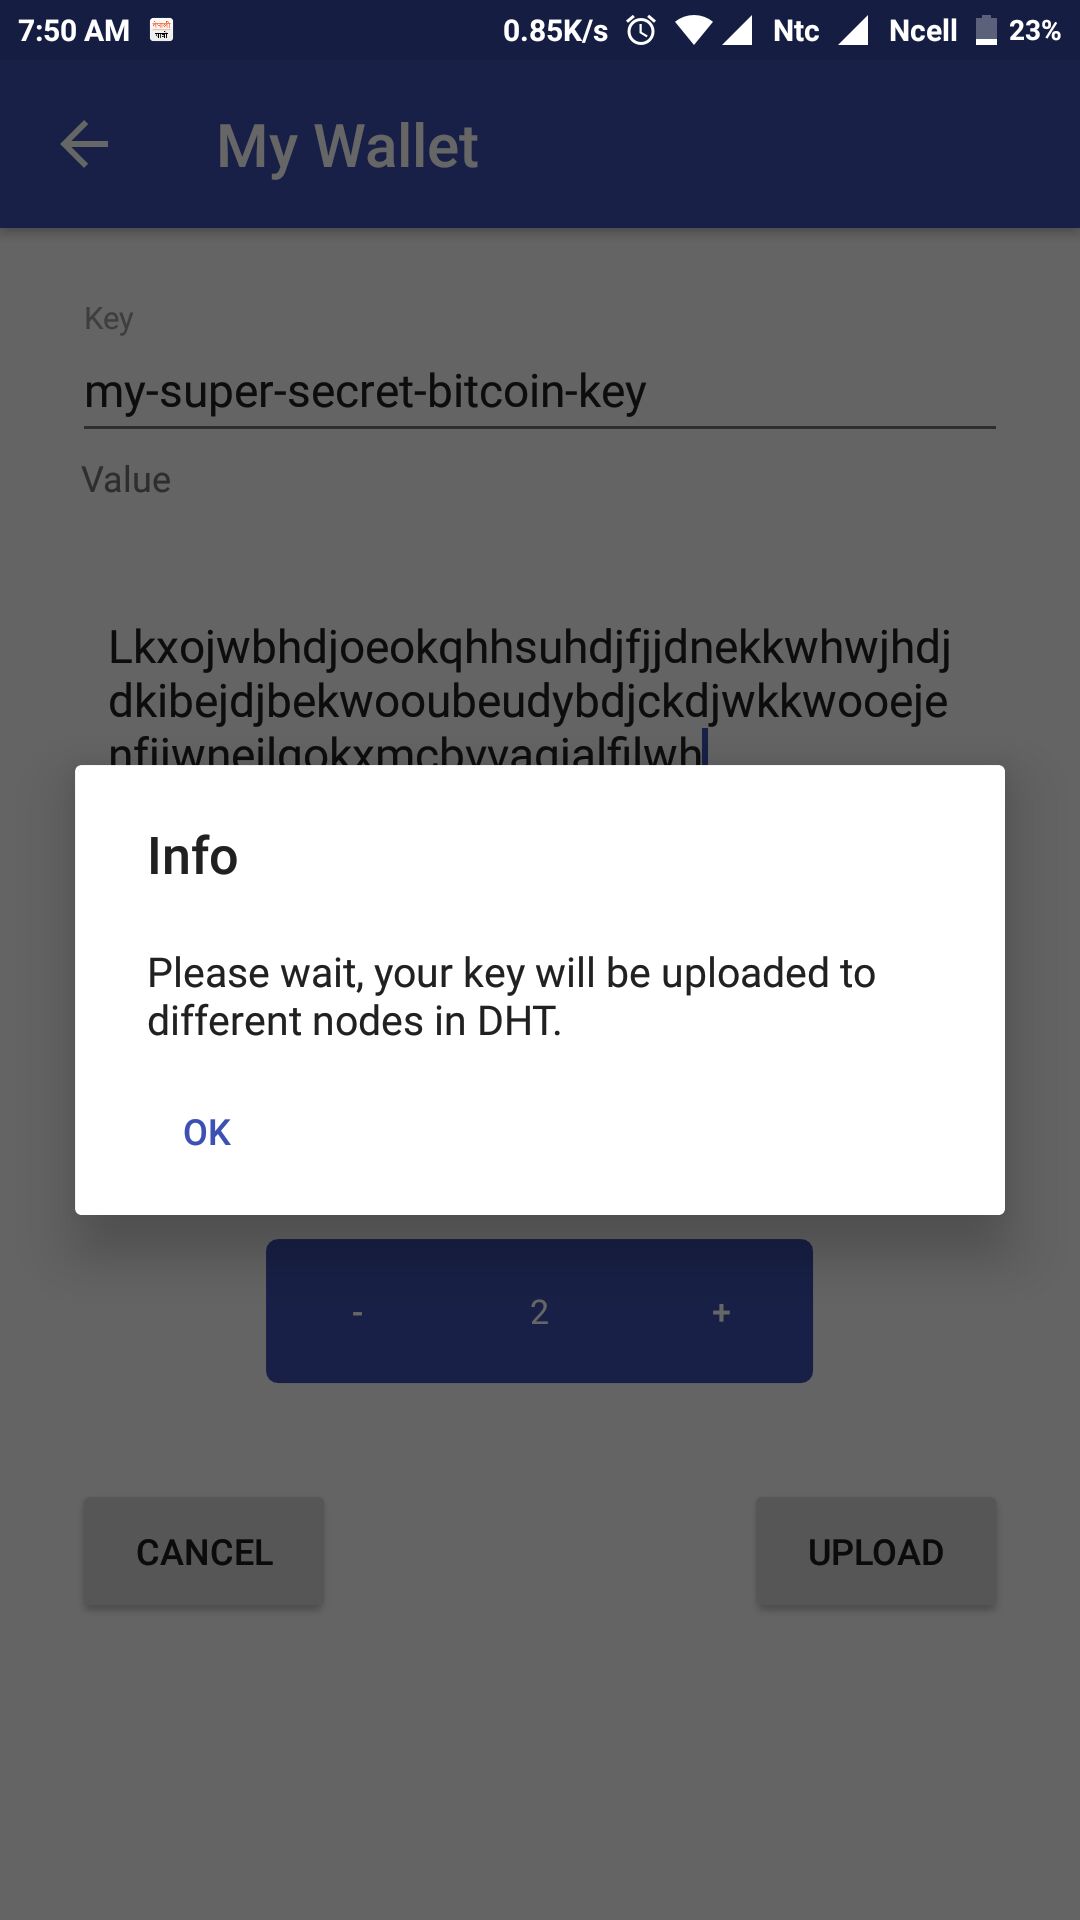 7:50 AM 0.85K/s Ntc Ncell 23%
My Wallet
Key
my-super-secret-bitcoin-key
Value
Lkxojwbhdjoeokqhhsuhdjfjjdnekkwhwjhdj
dkibejdjbekwooubeudybdjckdjwkkwooeje
Info
Please wait, your key will be uploaded to
different nodes in DHT.
OK
- 2 +
CANCEL UPLOAD